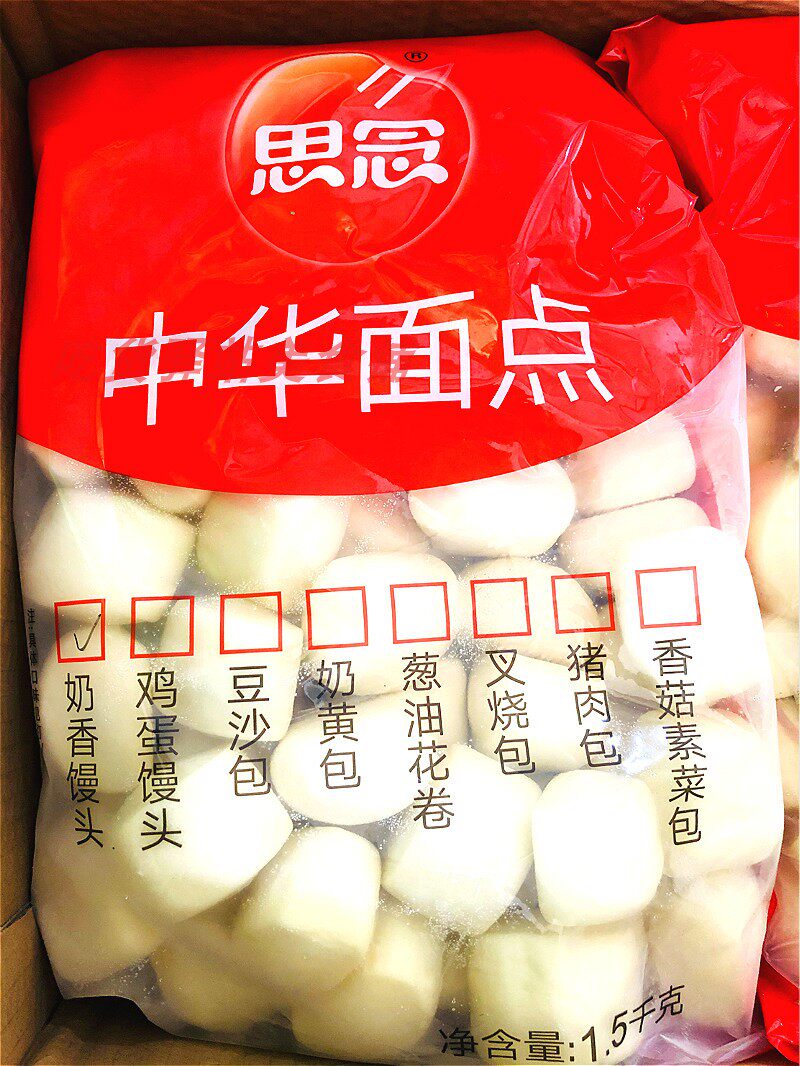 思念®
中华面点
奶香馒头
鸡蛋馒头
豆沙包
奶黄包
葱油花卷
叉烧包
猪肉包
香菇素菜包
净含量:1.5千克